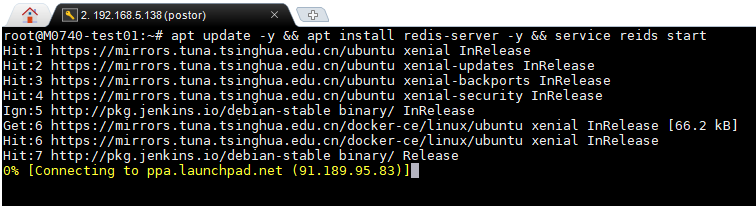 2. 192.168.5.138 (postor)
root@M0740-test01:~# apt update -y && apt install redis-server -y && service reids start
Hit:1 https://mirrors.tuna.tsinghua.edu.cn/ubuntu xenial InRelease
Hit:2 https://mirrors.tuna.tsinghua.edu.cn/ubuntu xenial-updates InRelease
Hit:3 https://mirrors.tuna.tsinghua.edu.cn/ubuntu xenial-backports InRelease
Hit:4 https://mirrors.tuna.tsinghua.edu.cn/ubuntu xenial-security InRelease
Ign:5 http://pkg.jenkins.io/debian-stable binary/ InRelease
Get:6 https://mirrors.tuna.tsinghua.edu.cn/docker-ce/linux/ubuntu xenial InRelease [66.2 kB]
Hit:6 https://mirrors.tuna.tsinghua.edu.cn/docker-ce/linux/ubuntu xenial InRelease
Hit:7 http://pkg.jenkins.io/debian-stable binary/ Release
0% [Connecting to ppa.launchpad.net (91.189.95.83)]